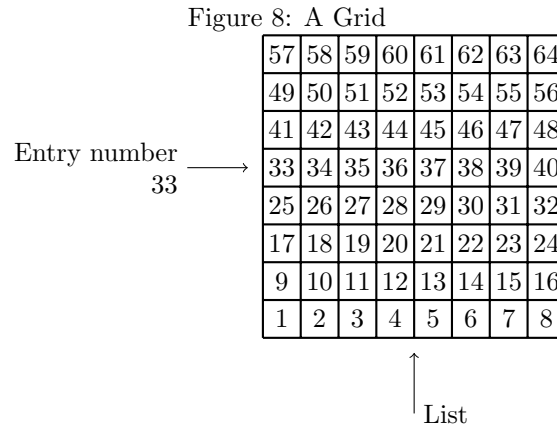 Figure 8: A Grid
57 58 59 60 61 62 63 64
49 50 51 52 53 54 55 56
41 42 43 44 45 46 47 48
Entry number
33
33 34 35 36 37 38 39 40
25 26 27 28 29 30 31 32
17 18 19 20 21 22 23 24
9 10 11 12 13 14 15 16
1 2 3 4 5 6 7 8
List